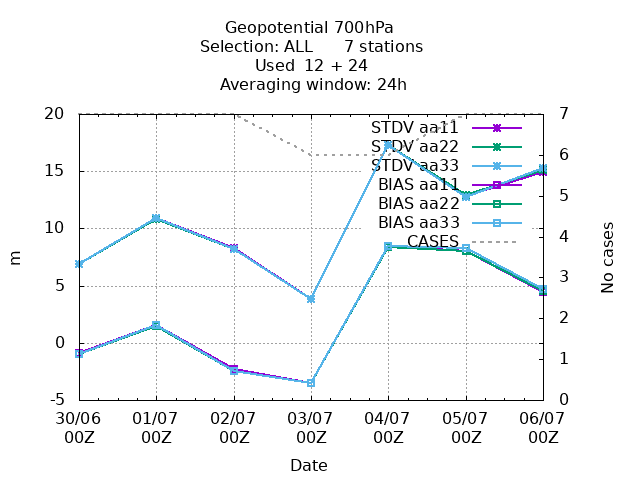 Geopotential 700hPa
Selection: ALL 7 stations
Used 12 + 24
Averaging window: 24h
20
15
10
5
0
-5
m
7
6
5
4
3
2
1
0
No cases
STDV aa11
STDV aa22
STDV aa33
BIAS aa11
BIAS aa22
BIAS aa33
CASES
30/06 01/07 02/07 03/07 04/07 05/07 06/07
00Z 00Z 00Z 00Z 00Z 00Z 00Z
Date